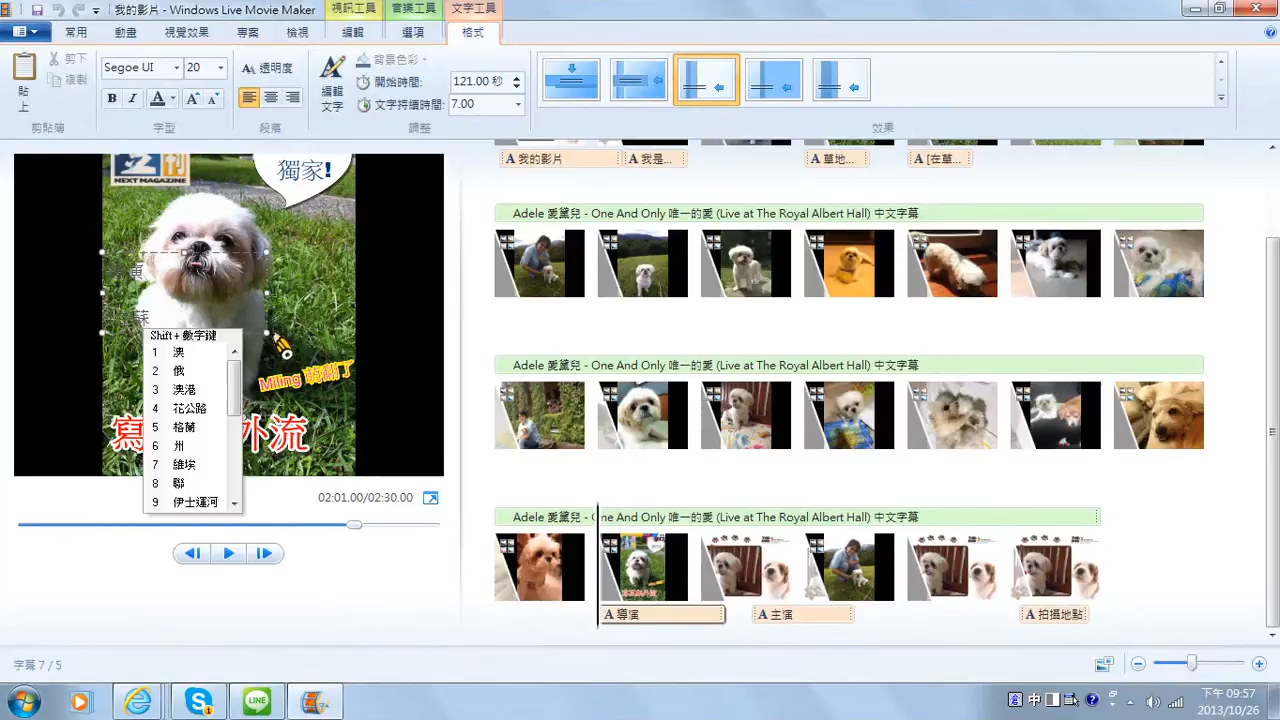 我的影片 - Windows Live Movie Maker
視訊工具
音樂工具
文字工具
常用
動畫
視覺效果
專案
檢視
編輯
選項
格式
貼
上
剪下
複製
剪貼簿
Segoe UI
20
B I A A A
字型
透明度
段落
編輯
文字
背景色彩
開始時間:
121.00 秒
文字持續時間:
7.00
調整
效果
NEXT MAGAZINE
獨家!
Miling 萌翻了
外流
Shift + 數字鍵
1 澳
2 俄
3 澳港
4 花公路
5 格蘭
6 州
7 維埃
8 聯
9 伊士運河
02:01.00/02:30.00
A 我的影片
A 我是...
A 草地...
A [在草...
Adele 愛黛兒 - One And Only 唯一的愛 (Live at The Royal Albert Hall) 中文字幕
Adele 愛黛兒 - One And Only 唯一的愛 (Live at The Royal Albert Hall) 中文字幕
Adele 愛黛兒 - One And Only 唯一的愛 (Live at The Royal Albert Hall) 中文字幕
A 導演
A 主演
A 拍攝地點
字幕 7 / 5
LINE
中
下午 09:57
2013/10/26